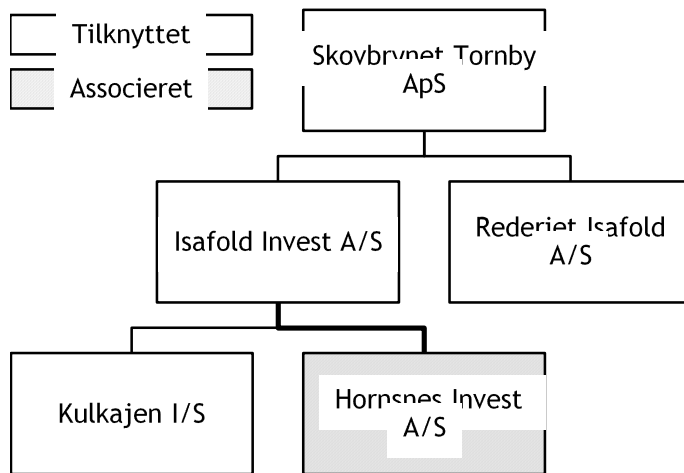 Tilknyttet
Associeret
Skovbrynet Tornby
ApS
Isafold Invest A/S
Rederiet Isafold
A/S
Kulkajen I/S
Hornsnes Invest
A/S